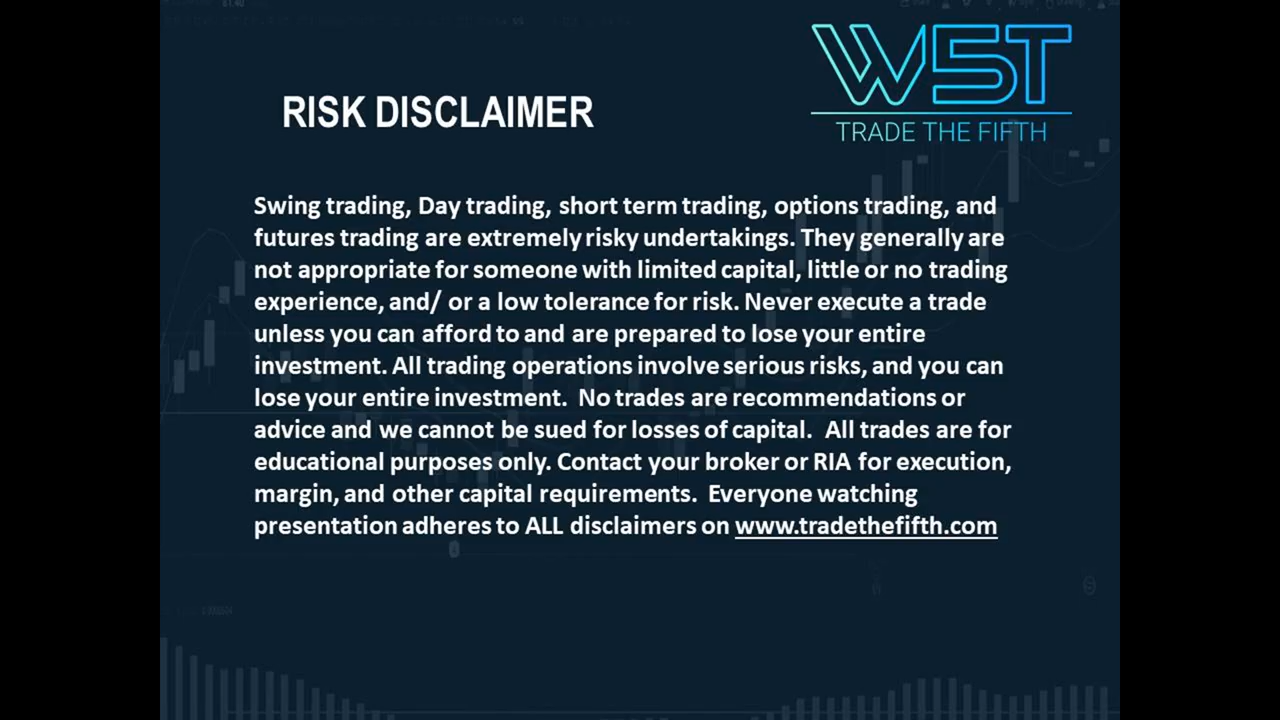 W5T
TRADE THE FIFTH
RISK DISCLAIMER
Swing trading, Day trading, short term trading, options trading, and
futures trading are extremely risky undertakings. They generally are
not appropriate for someone with limited capital, little or no trading
experience, and/ or a low tolerance for risk. Never execute a trade
unless you can afford to and are prepared to lose your entire
investment. All trading operations involve serious risks, and you can
lose your entire investment.  No trades are recommendations or
advice and we cannot be sued for losses of capital.  All trades are for
educational purposes only. Contact your broker or RIA for execution,
margin, and other capital requirements.  Everyone watching
presentation adheres to ALL disclaimers on www.tradethefifth.com